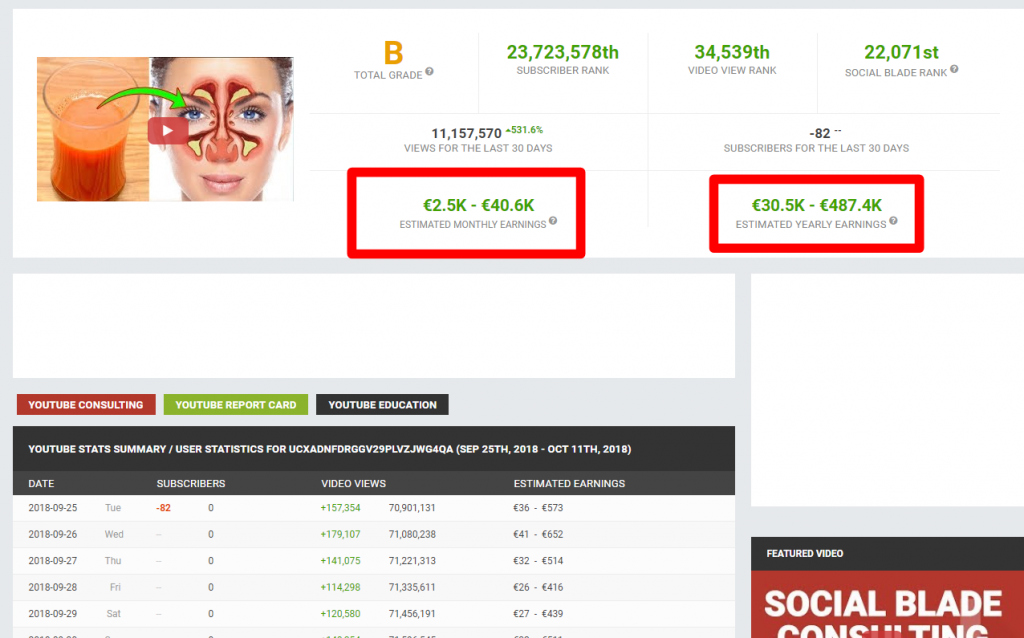 B
TOTAL GRADE
23,723,578th
SUBSCRIBER RANK
34,539th
VIDEO VIEW RANK
22,071st
SOCIAL BLADE RANK
11,157,570 531.6%
VIEWS FOR THE LAST 30 DAYS
-82 --
SUBSCRIBERS FOR THE LAST 30 DAYS
€2.5K - €40.6K
ESTIMATED MONTHLY EARNINGS
€30.5K - €487.4K
ESTIMATED YEARLY EARNINGS
YOUTUBE CONSULTING
YOUTUBE REPORT CARD
YOUTUBE EDUCATION
YOUTUBE STATS SUMMARY / USER STATISTICS FOR UCXADNFDRGGV29PLVZJWG4QA (SEP 25TH, 2018 - OCT 11TH, 2018)
DATE SUBSCRIBERS VIDEO VIEWS ESTIMATED EARNINGS
2018-09-25 Tue -82 0 +157,354 70,901,131 €36 - €573
2018-09-26 Wed -- 0 +179,107 71,080,238 €41 - €652
2018-09-27 Thu -- 0 +141,075 71,221,313 €32 - €514
2018-09-28 Fri -- 0 +114,298 71,335,611 €26 - €416
2018-09-29 Sat -- 0 +120,580 71,456,191 €27 - €439
FEATURED VIDEO
SOCIAL BLADE
CONSULTING